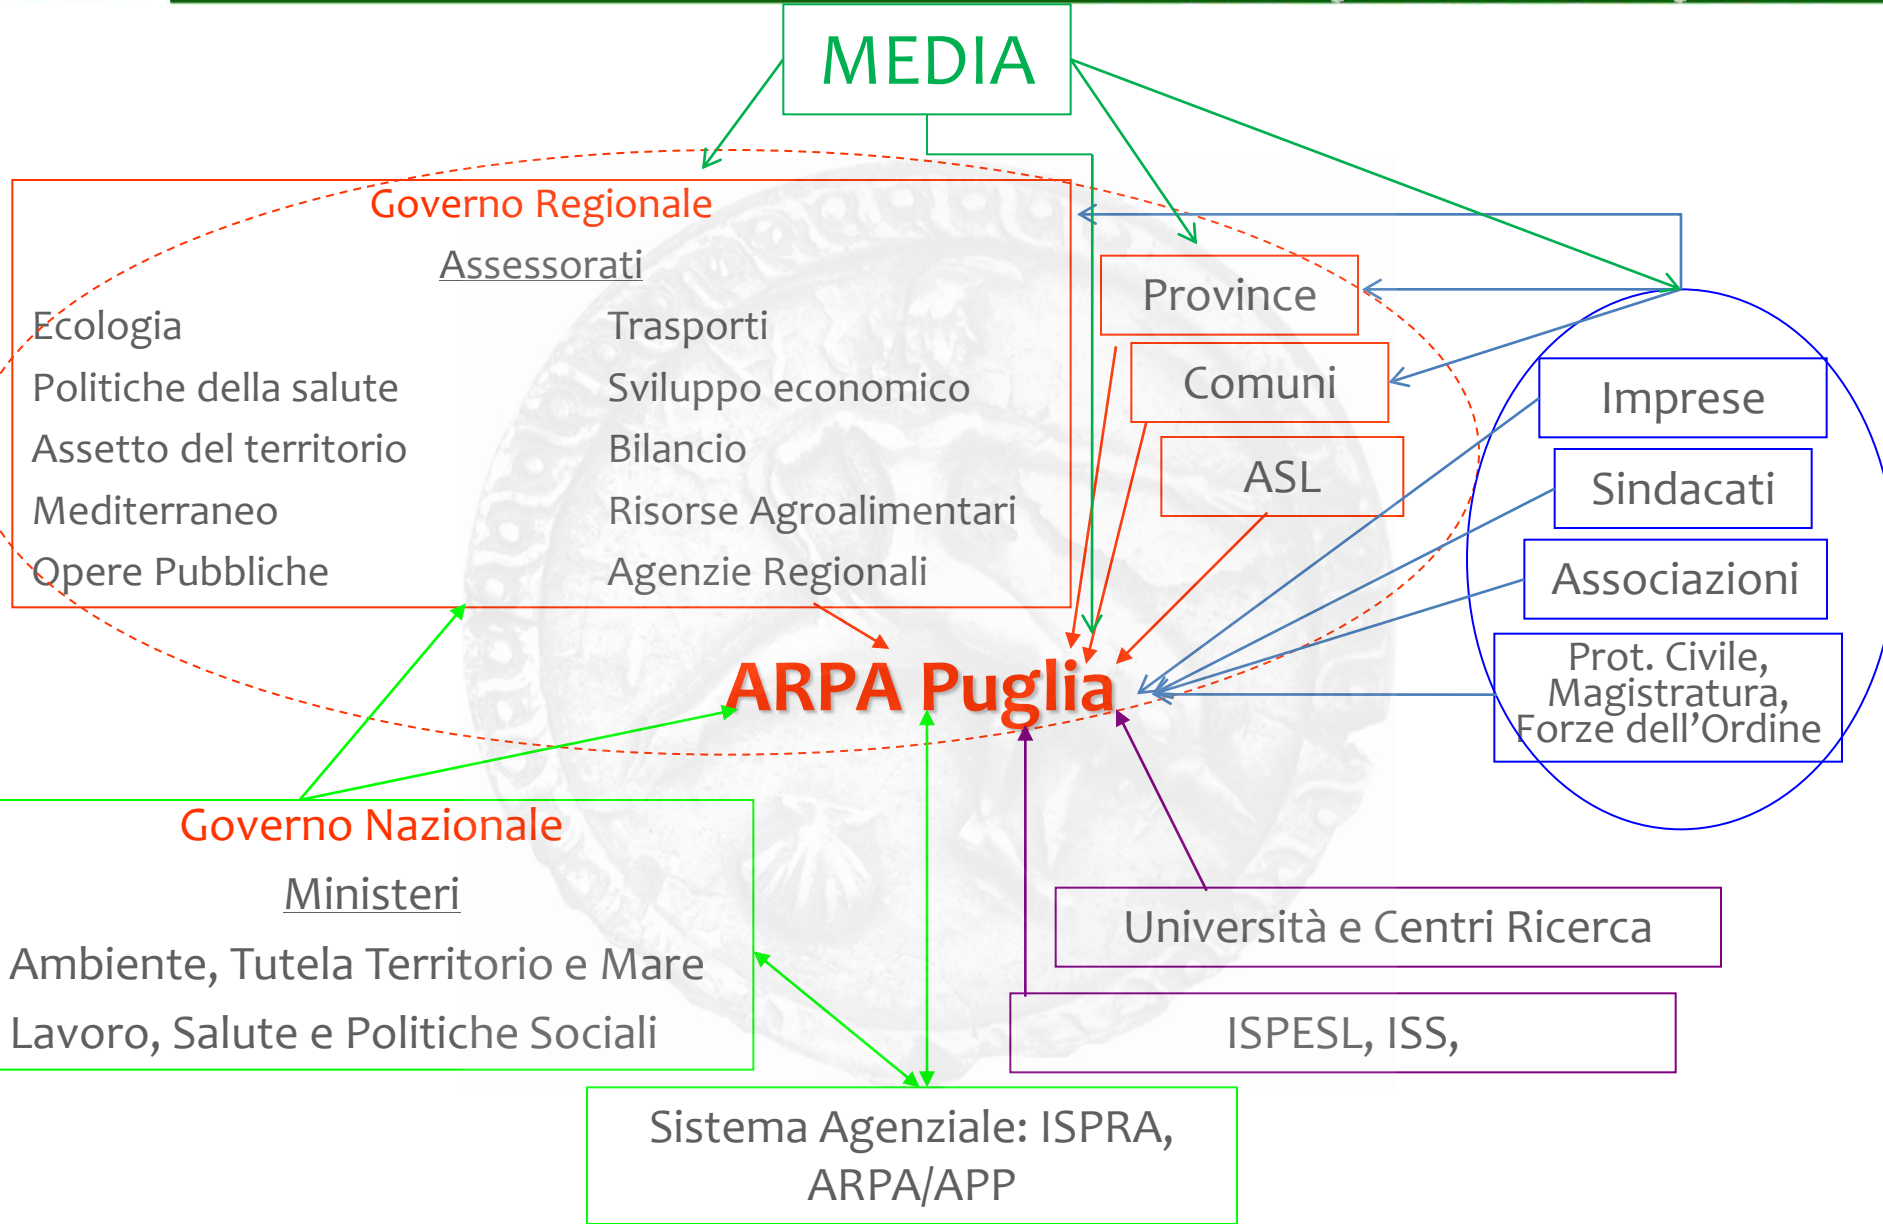 MEDIA
Governo Regionale
Assessorati
Ecologia
Politiche della salute
Assetto del territorio
Mediterraneo
Opere Pubbliche
Trasporti
Sviluppo economico
Bilancio
Risorse Agroalimentari
Agenzie Regionali
Province
Comuni
ASL
Imprese
Sindacati
Associazioni
Prot. Civile,
Magistratura,
Forze dell’Ordine
ARPA Puglia
Governo Nazionale
Ministeri
Ambiente, Tutela Territorio e Mare
Lavoro, Salute e Politiche Sociali
Università e Centri Ricerca
ISPESL, ISS,
Sistema Agenziale: ISPRA,
ARPA/APP